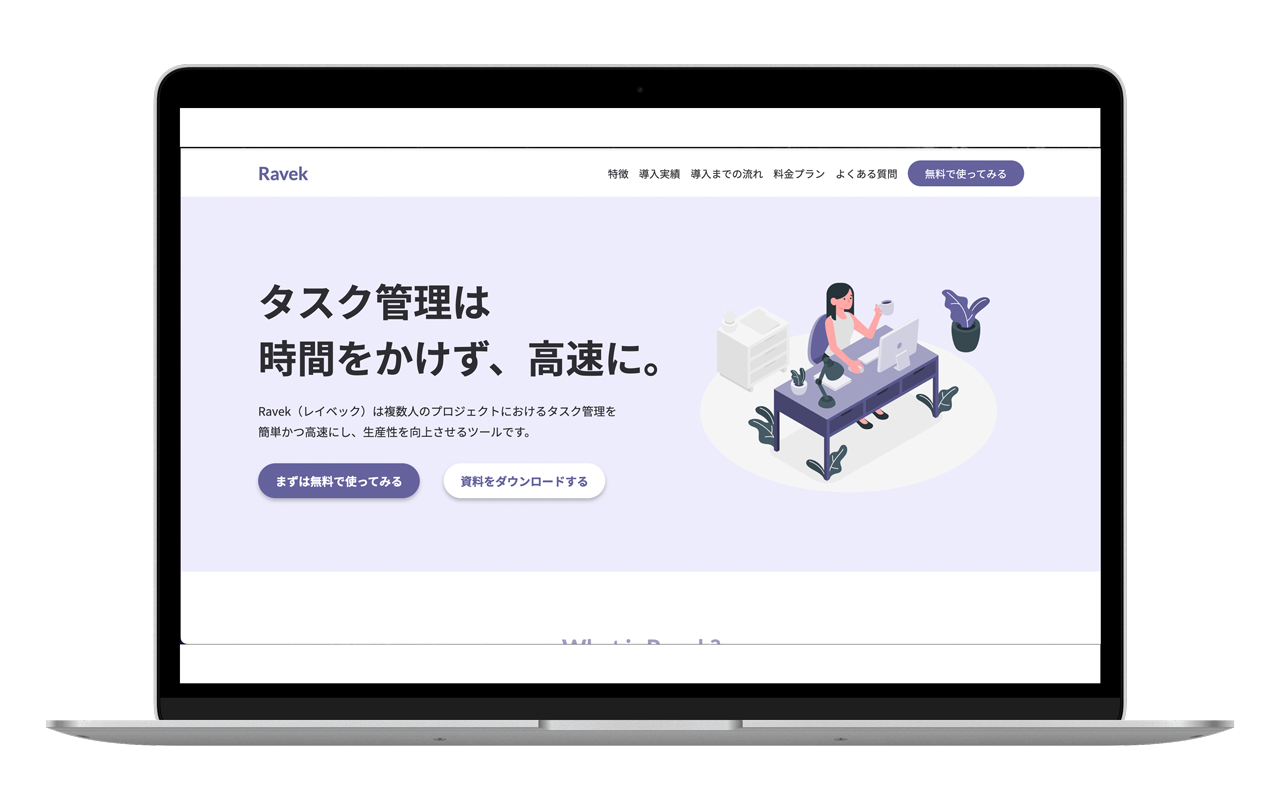 Ravek
特徴 導入実績 導入までの流れ 料金プラン よくある質問 無料で使ってみる
タスク管理は
時間をかけず、高速に。
Ravek（レイベック）は複数人のプロジェクトにおけるタスク管理を
簡単かつ高速にし、生産性を向上させるツールです。
まずは無料で使ってみる 資料をダウンロードする
What is Ravek?